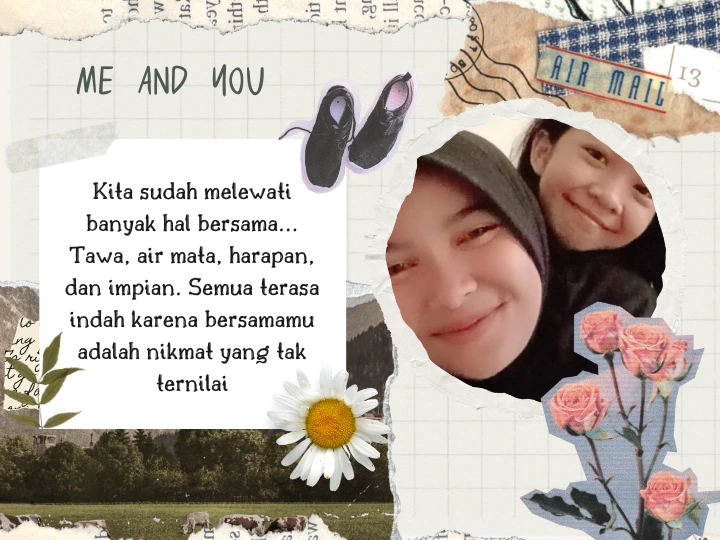 ME AND YOU
AIR MAIL
13
Kita sudah melewati
banyak hal bersama...
Tawa, air mata, harapan,
dan impian. Semua terasa
indah karena bersamamu
adalah nikmat yang tak
ternilai